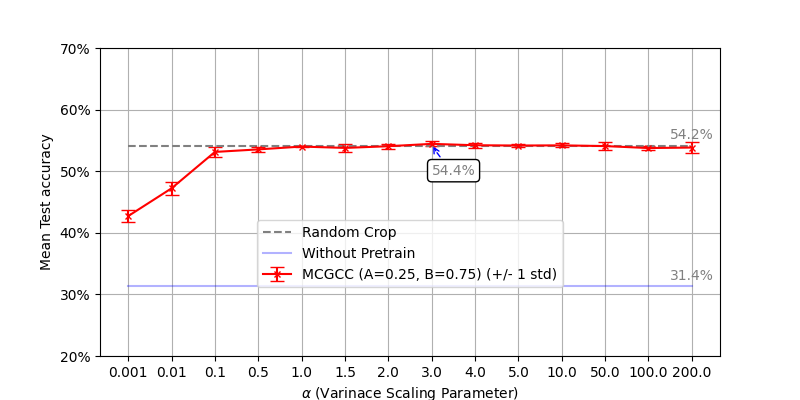 70%
60%
50%
40%
30%
20%
Mean Test accuracy
54.2%
54.4%
31.4%
Random Crop
Without Pretrain
MCGCC (A=0.25, B=0.75) (+/- 1 std)
0.001 0.01 0.1 0.5 1.0 1.5 2.0 3.0 4.0 5.0 10.0 50.0 100.0 200.0
α (Varinace Scaling Parameter)